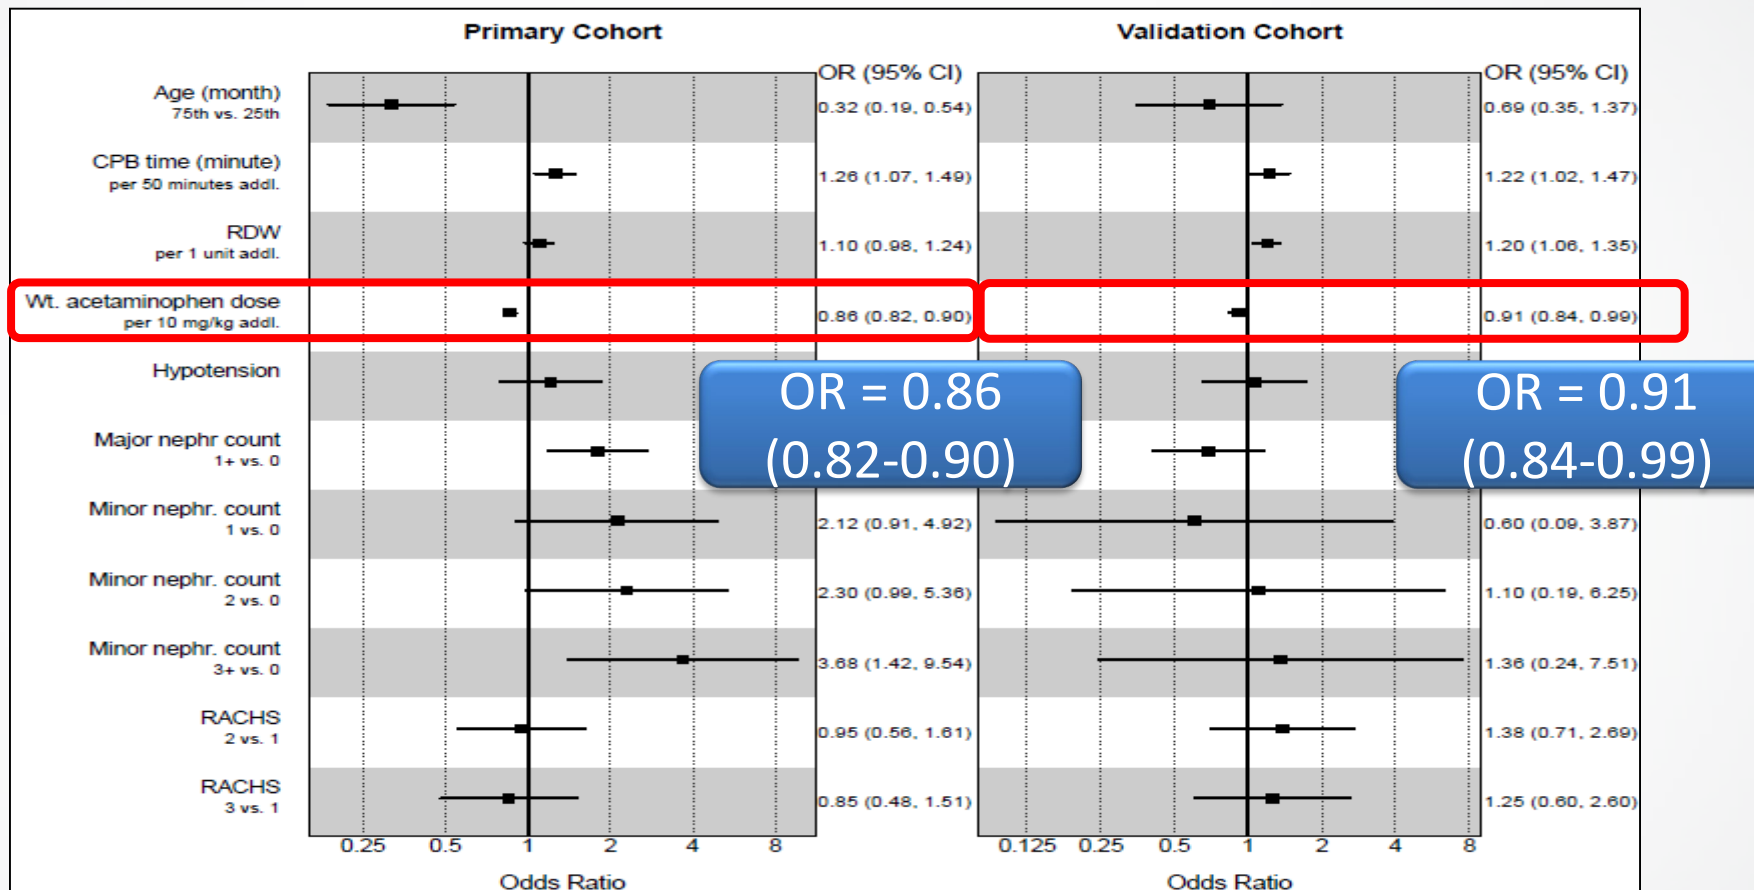 Primary Cohort
Validation Cohort
OR (95% CI)
OR (95% CI)
Age (month)
75th vs. 25th
0.32 (0.19, 0.54)
0.69 (0.35, 1.37)
CPB time (minute)
per 50 minutes addl.
1.26 (1.07, 1.49)
1.22 (1.02, 1.47)
RDW
per 1 unit addl.
1.10 (0.98, 1.24)
1.20 (1.06, 1.35)
Wt. acetaminophen dose
per 10 mg/kg addl.
0.86 (0.82, 0.90)
0.91 (0.84, 0.99)
Hypotension
OR = 0.86
(0.82-0.90)
OR = 0.91
(0.84-0.99)
Major nephr count
1+ vs. 0
Minor nephr. count
1 vs. 0
2.12 (0.91, 4.92)
0.60 (0.09, 3.87)
Minor nephr. count
2 vs. 0
2.30 (0.99, 5.36)
1.10 (0.19, 6.25)
Minor nephr. count
3+ vs. 0
3.68 (1.42, 9.54)
1.36 (0.24, 7.51)
RACHS
2 vs. 1
0.95 (0.56, 1.61)
1.38 (0.71, 2.69)
RACHS
3 vs. 1
0.85 (0.48, 1.51)
1.25 (0.60, 2.60)
0.25 0.5 1 2 4 8
0.125 0.25 0.5 1 2 4 8
Odds Ratio
Odds Ratio